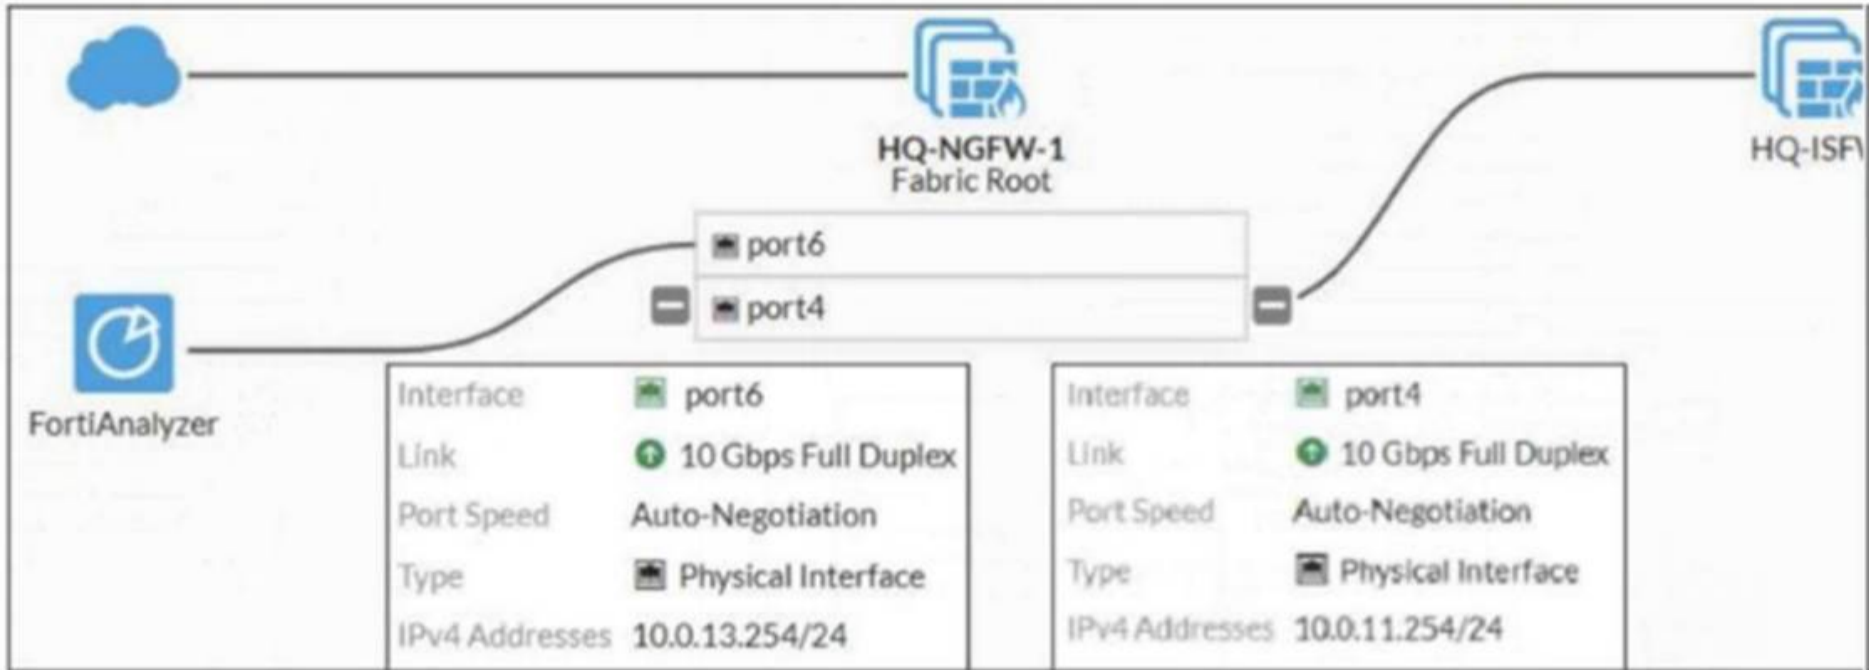 HQ-NGFW-1
Fabric Root
port6
port4
FortiAnalyzer
Interface port6
Link 10 Gbps Full Duplex
Port Speed Auto-Negotiation
Type Physical Interface
IPv4 Addresses 10.0.13.254/24
Interface port4
Link 10 Gbps Full Duplex
Port Speed Auto-Negotiation
Type Physical Interface
IPv4 Addresses 10.0.11.254/24